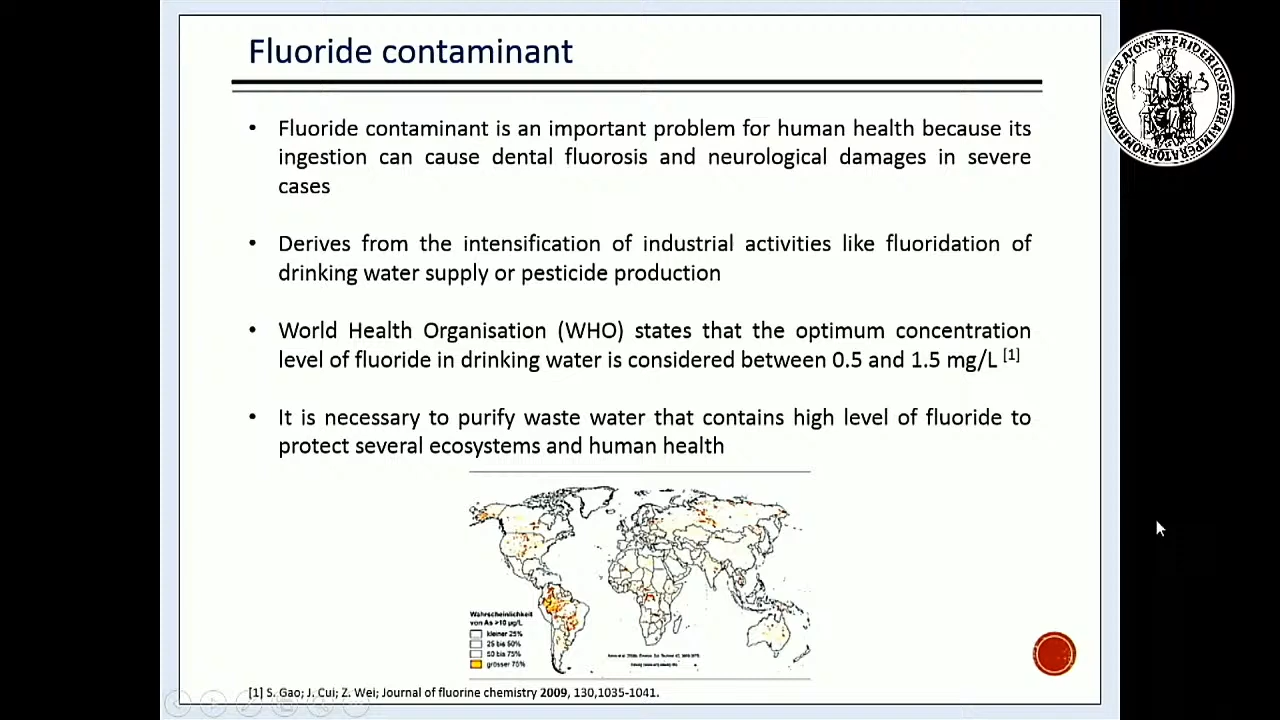 Fluoride contaminant
• Fluoride contaminant is an important problem for human health because its
ingestion can cause dental fluorosis and neurological damages in severe
cases
• Derives from the intensification of industrial activities like fluoridation of
drinking water supply or pesticide production
• World Health Organisation (WHO) states that the optimum concentration
level of fluoride in drinking water is considered between 0.5 and 1.5 mg/L [1]
• It is necessary to purify waste water that contains high level of fluoride to
protect several ecosystems and human health
Wahrscheinlichkeit
von As >10 µg/L
kleiner 25%
25 bis 50%
50 bis 75%
grösser 75%
[1] S. Gao; J. Cui; Z. Wei; Journal of fluorine chemistry 2009, 130,1035-1041.